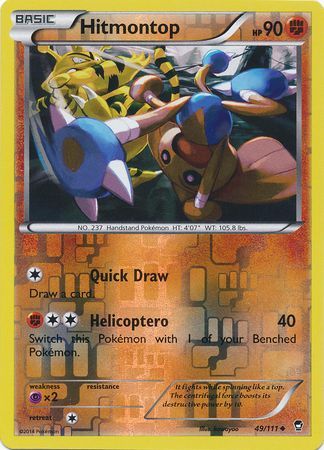 BASIC
Hitmontop
HP 90
NO. 237 Handstand Pokémon HT: 4'07" WT: 105.8 lbs.
Quick Draw
Draw a card.
Helicoptero 40
Switch this Pokémon with 1 of your Benched
Pokémon.
weakness resistance
×2
retreat
It fights while spinning like a top.
The centrifugal force boosts its
destructive power by 10.
©2014 Pokémon
Illus.
49/111